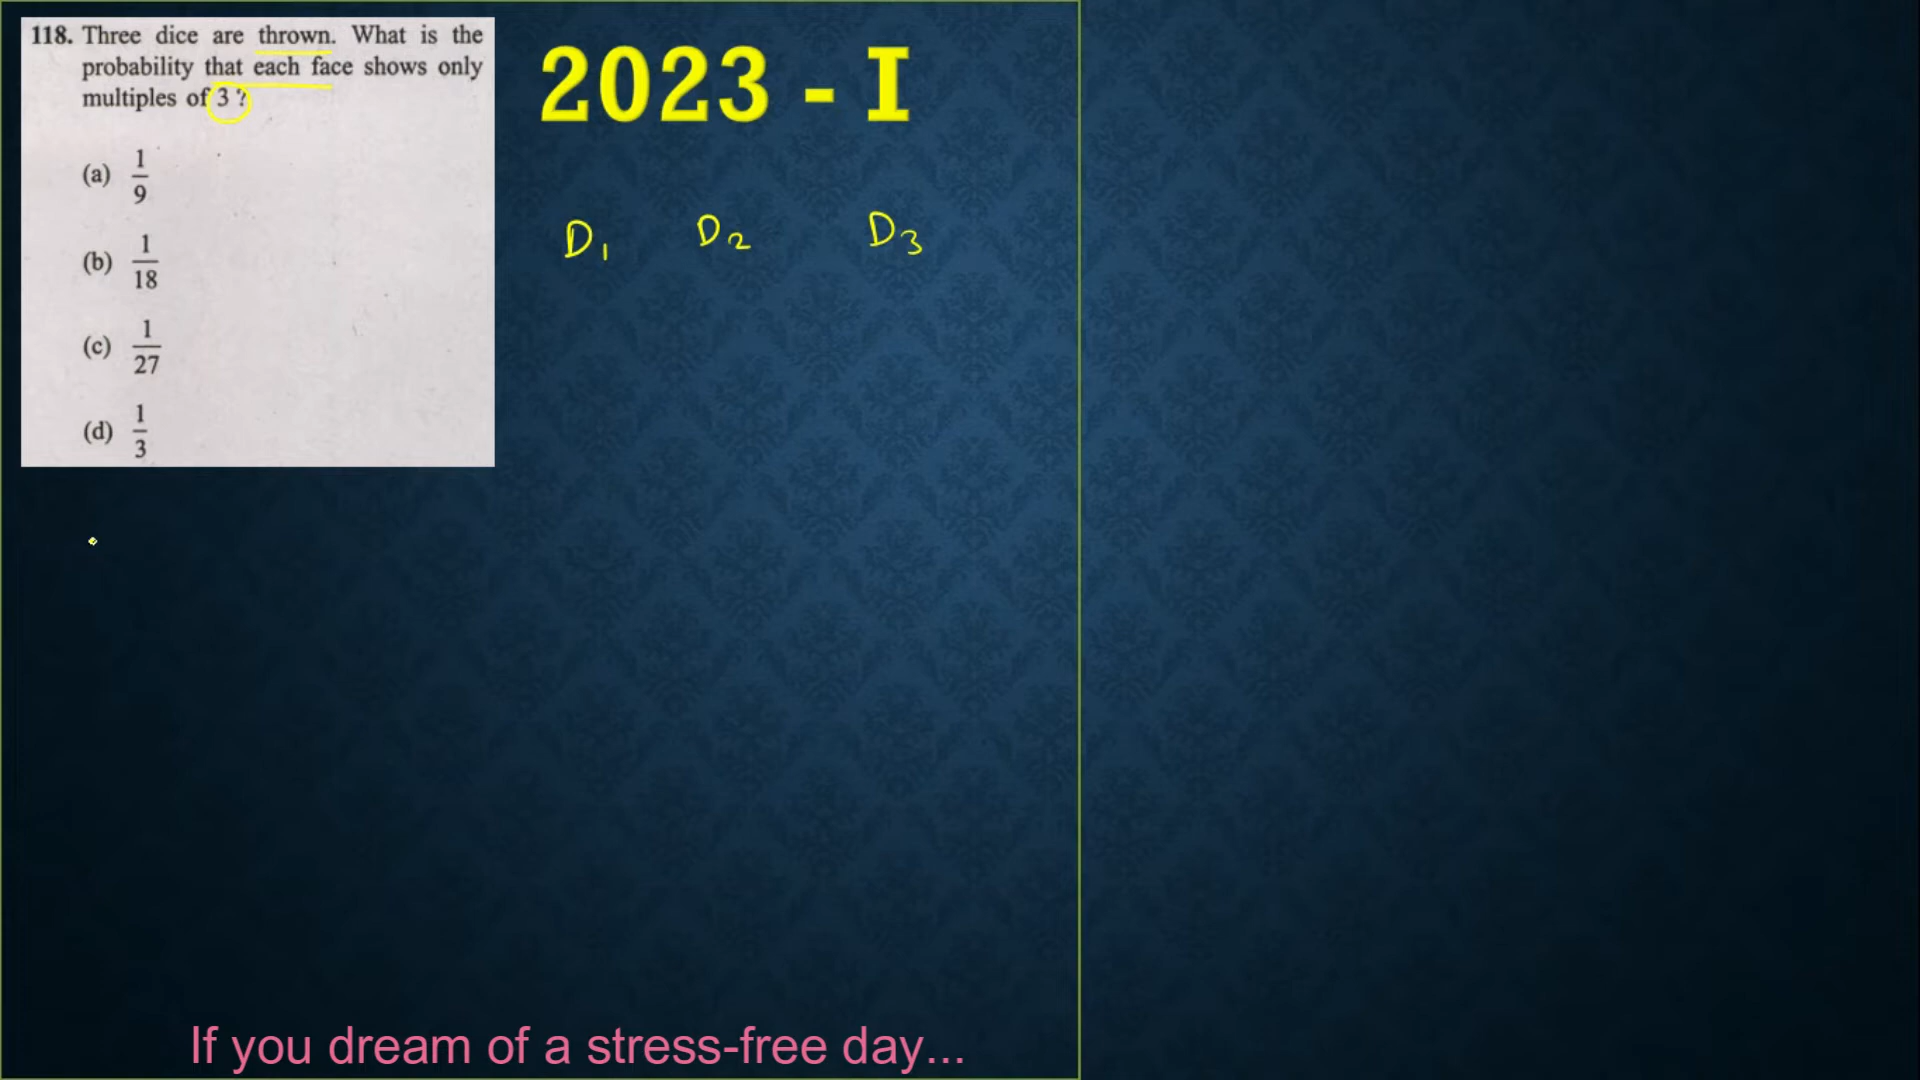 118. Three dice are thrown. What is the
probability that each face shows only
multiples of 3 ?
(a) 1/9
(b) 1/18
(c) 1/27
(d) 1/3
2023 - I
D1 D2 D3
If you dream of a stress-free day...